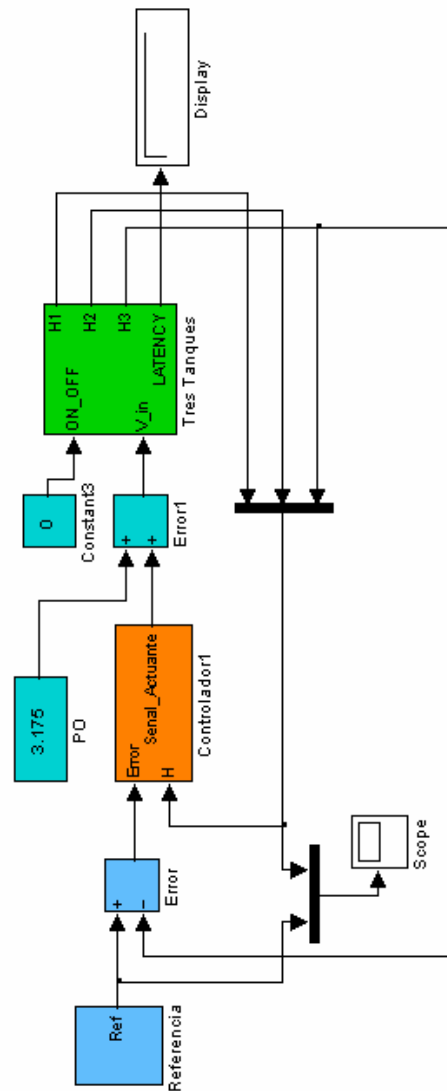 Ref
Referencia
+
−
Error
3.175
PO
Error
H
Senal_Actuante
Controlador1
0
Constant3
+
+
Error1
ON_OFF
V_in
H1
H2
H3
LATENCY
Tres Tanques
Display
Scope